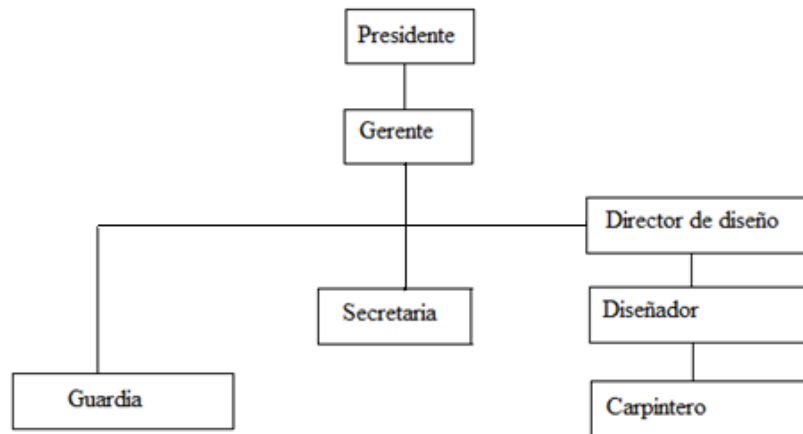 Presidente
Gerente
Director de diseño
Secretaria
Diseñador
Guardia
Carpintero